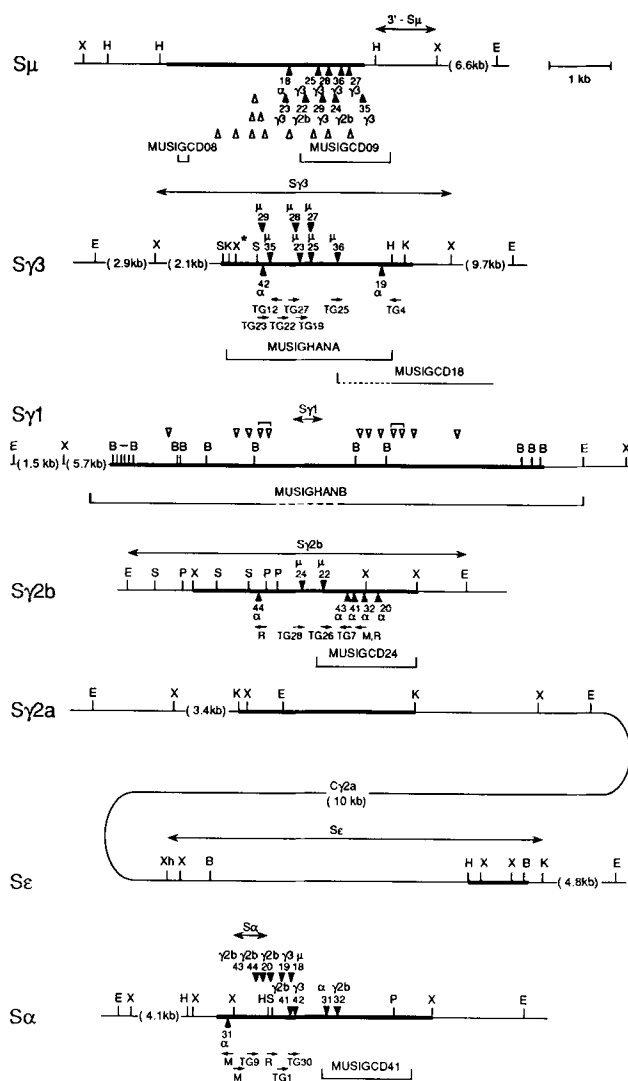 3' - Sμ
X H H H X E
Sμ
( 6.6kb )
1 kb
18 25 28 36 27
α γ3 γ3 γ3 γ3
23 22 29 24 35
γ3 γ2b γ3 γ2b γ3
MUSIGCD08 MUSIGCD09
Sγ3
μ μ μ
29 28 27
E X S K X * S μ 35 μ 23 μ 25 μ 36 H K X E
Sγ3
( 2.9kb ) ( 2.1kb ) ( 9.7kb )
42 19
α α
TG12 TG27 TG25 TG4
TG23 TG22 TG19
MUSIGHANA
MUSIGCD18
Sγ1
Sγ1
E X B – B BB B B B B B B B E X
( 1.5 kb ) ( 5.7kb )
MUSIGHANB
Sγ2b
μ μ
E S P X S S P P 24 22 X X E
Sγ2b
44 43 41 32 20
α α α α α
R TG28 TG26 TG7 M,R
MUSIGCD24
E X K X E K X E
Sγ2a
( 3.4kb )
Cγ2a
( 10 kb )
Sε
Xh X B H X X B K E
Sε
( 4.8kb )
Sα
γ2b γ2b γ2b γ3 μ
43 44 20 19 18
γ2b γ3 α γ2b
E X H X X H S 41 42 31 32 P X E
Sα
( 4.1kb )
31
α
M TG9 R TG30
M TG1
MUSIGCD41